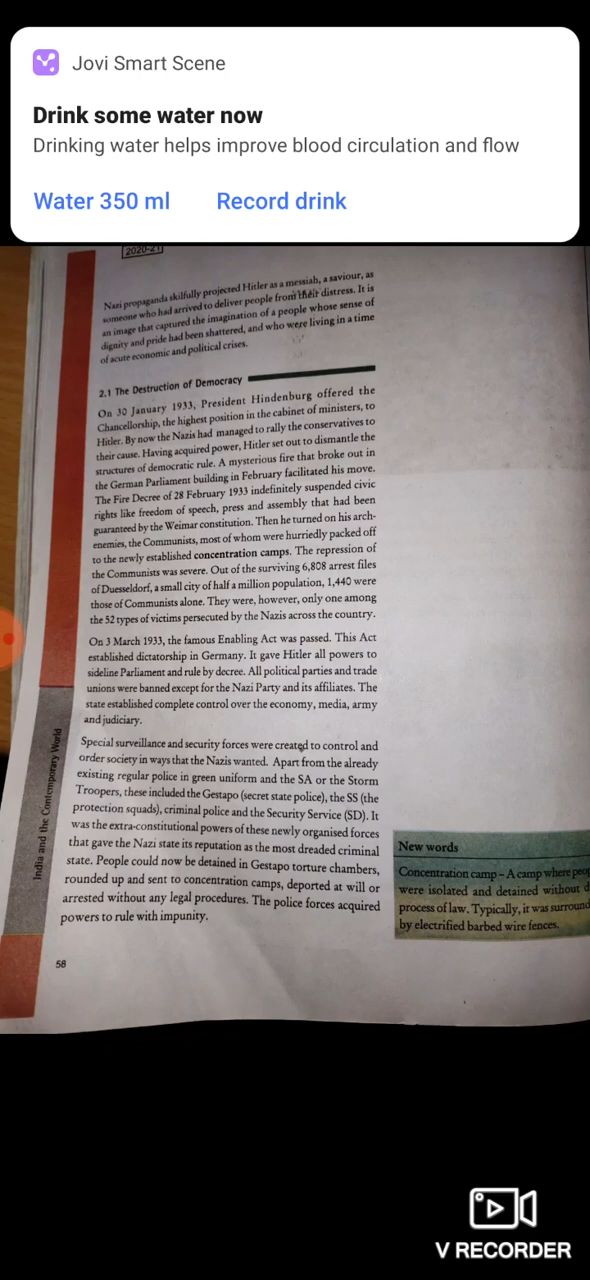 Jovi Smart Scene
Drink some water now
Drinking water helps improve blood circulation and flow
Water 350 ml
Record drink
2020-21
Nazi propaganda skilfully projected Hitler as a messiah, a saviour, as
someone who had arrived to deliver people from their distress. It is
an image that captured the imagination of a people whose sense of
dignity and pride had been shattered, and who were living in a time
of acute economic and political crises.
2.1 The Destruction of Democracy
On 30 January 1933, President Hindenburg offered the
Chancellorship, the highest position in the cabinet of ministers, to
Hitler. By now the Nazis had managed to rally the conservatives to
their cause. Having acquired power, Hitler set out to dismantle the
structures of democratic rule. A mysterious fire that broke out in
the German Parliament building in February facilitated his move.
The Fire Decree of 28 February 1933 indefinitely suspended civic
rights like freedom of speech, press and assembly that had been
guaranteed by the Weimar constitution. Then he turned on his arch-
enemies, the Communists, most of whom were hurriedly packed off
to the newly established concentration camps. The repression of
the Communists was severe. Out of the surviving 6,808 arrest files
of Duesseldorf, a small city of half a million population, 1,440 were
those of Communists alone. They were, however, only one among
the 52 types of victims persecuted by the Nazis across the country.
On 3 March 1933, the famous Enabling Act was passed. This Act
established dictatorship in Germany. It gave Hitler all powers to
sideline Parliament and rule by decree. All political parties and trade
unions were banned except for the Nazi Party and its affiliates. The
state established complete control over the economy, media, army
and judiciary.
Special surveillance and security forces were created to control and
order society in ways that the Nazis wanted. Apart from the already
existing regular police in green uniform and the SA or the Storm
Troopers, these included the Gestapo (secret state police), the SS (the
protection squads), criminal police and the Security Service (SD). It
was the extra-constitutional powers of these newly organised forces
that gave the Nazi state its reputation as the most dreaded criminal
state. People could now be detained in Gestapo torture chambers,
rounded up and sent to concentration camps, deported at will or
arrested without any legal procedures. The police forces acquired
powers to rule with impunity.
New words
Concentration camp – A camp where peop
were isolated and detained without d
process of law. Typically, it was surround
by electrified barbed wire fences.
India and the Contemporary World
58
V RECORDER